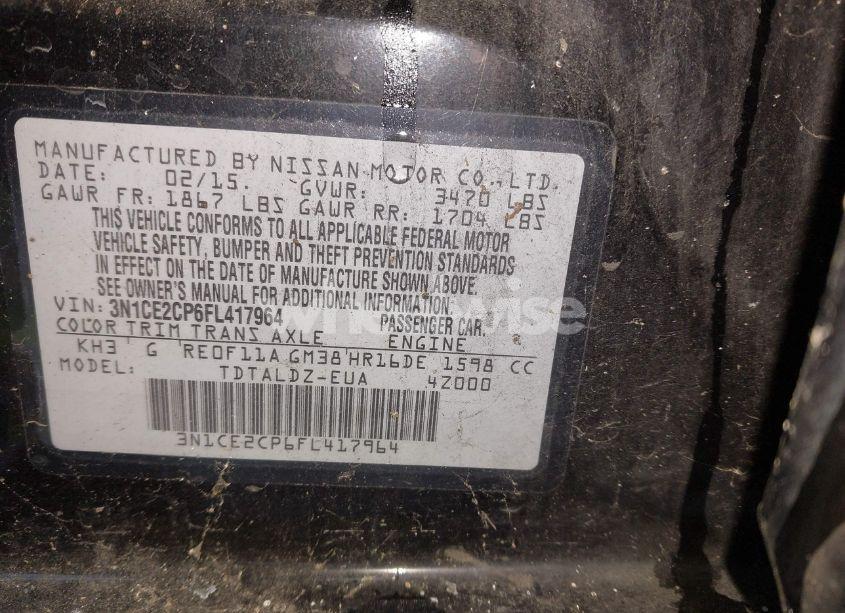 MANUFACTURED BY NISSAN MOTOR CO., LTD.
DATE: 02/15. GVWR: 3470 LBS
GAWR FR: 1867 LBS GAWR RR: 1704 LBS
THIS VEHICLE CONFORMS TO ALL APPLICABLE FEDERAL MOTOR
VEHICLE SAFETY, BUMPER AND THEFT PREVENTION STANDARDS
IN EFFECT ON THE DATE OF MANUFACTURE SHOWN ABOVE.
SEE OWNER'S MANUAL FOR ADDITIONAL INFORMATION.
VIN: 3N1CE2CP6FL417964 PASSENGER CAR.
COLOR TRIM TRANS AXLE ENGINE
KH3 G RE0F11A GM38 HR16DE 1598 CC
MODEL: TDTALDZ-EUA 4Z000
3N1CE2CP6FL417964